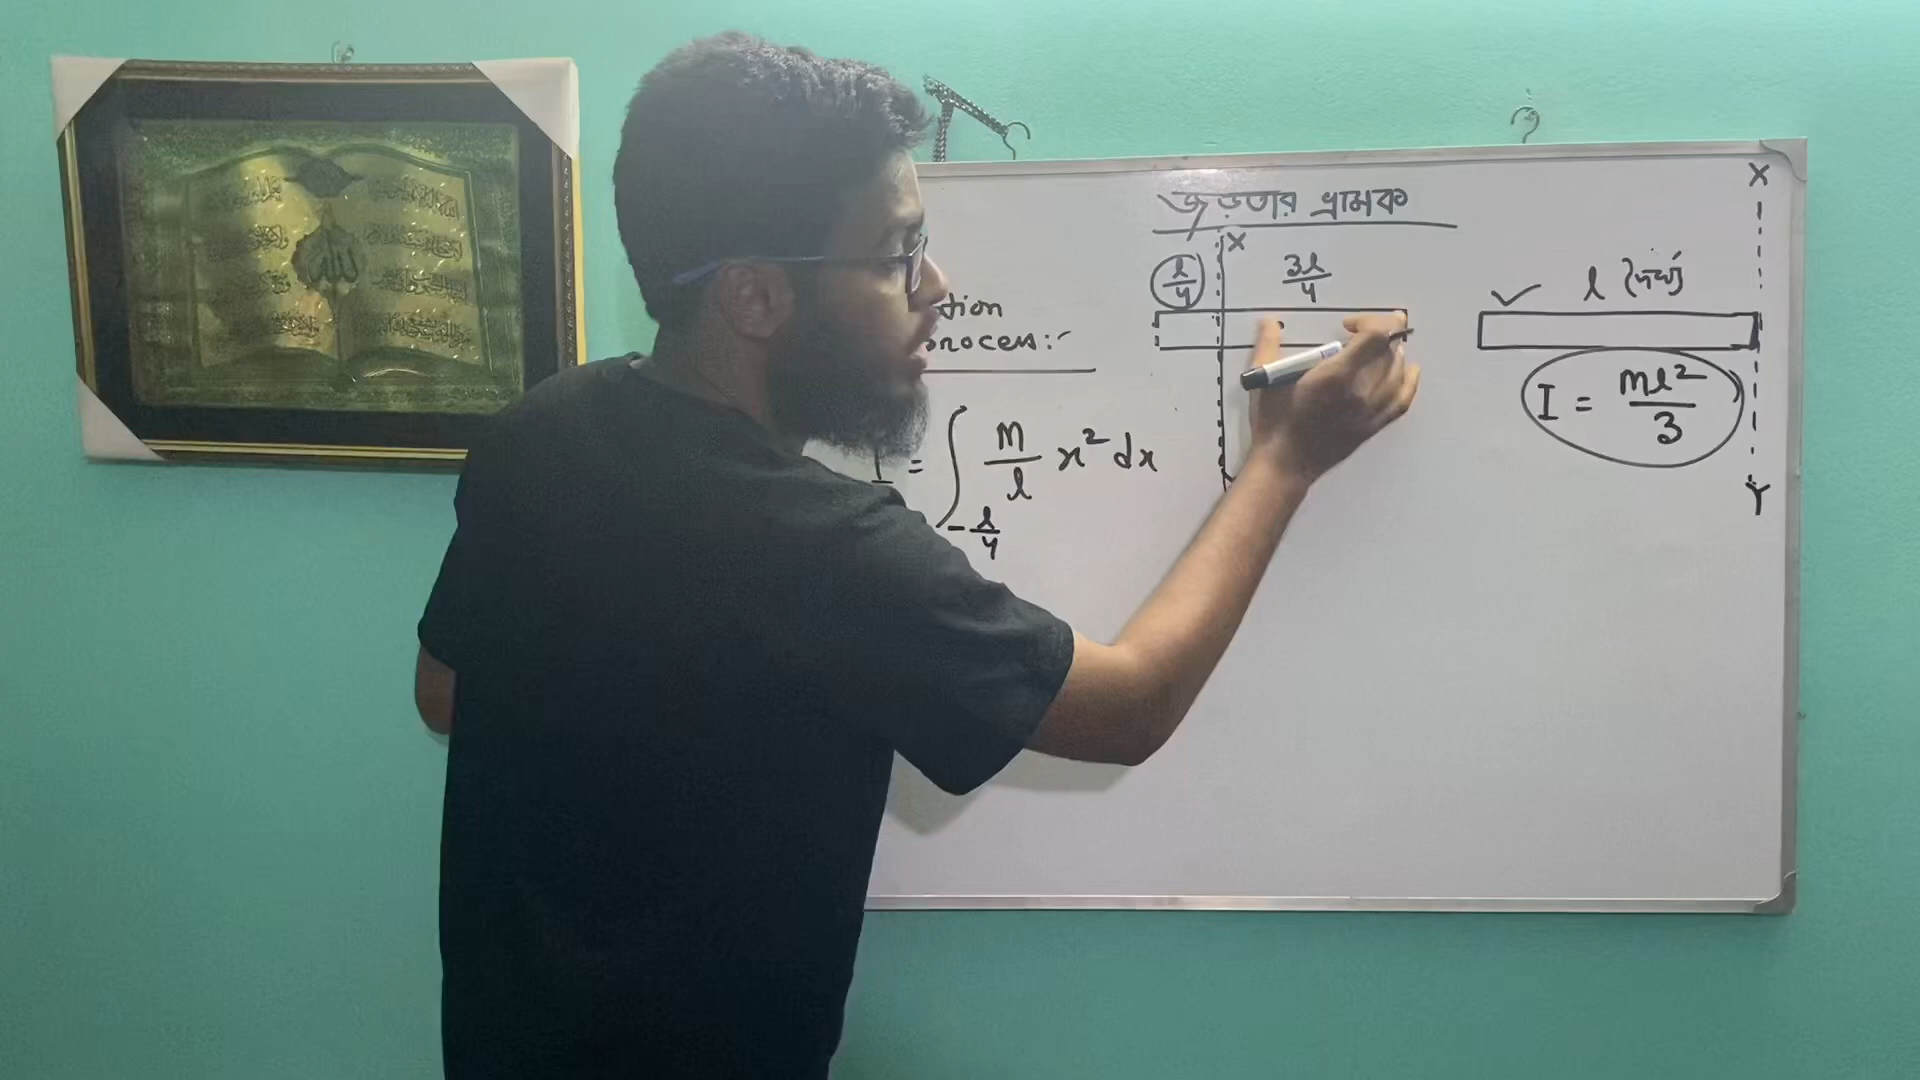 জড়তার ভ্রামক
X
l/4
3l/4
tion
process:-
I = ∫ m/l x² dx
-l/4
X
l (দৈর্ঘ্য)
I = ml²/3
Y